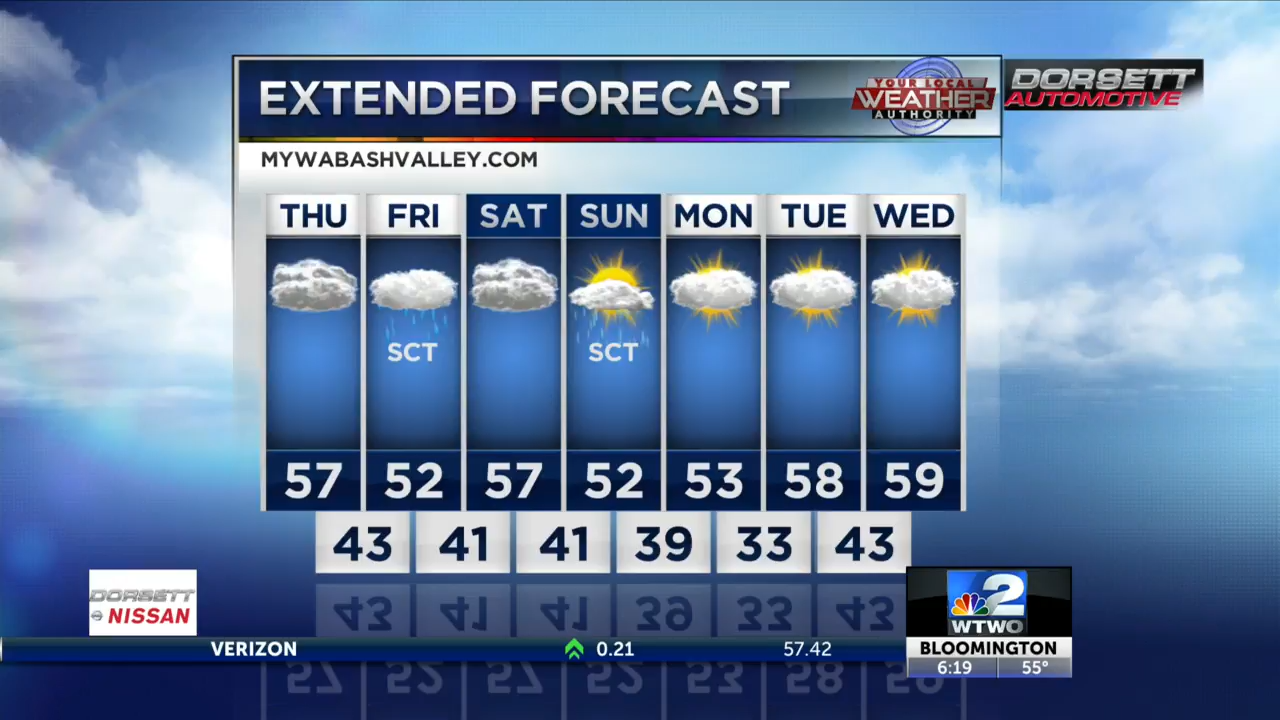 EXTENDED FORECAST
YOUR LOCAL
WEATHER
AUTHORITY
DORSETT
AUTOMOTIVE
MYWABASHVALLEY.COM
THU FRI SAT SUN MON TUE WED
SCT SCT
57 52 57 52 53 58 59
43 41 41 39 33 43
DORSETT
NISSAN
2
WTWO
VERIZON 0.21 57.42
BLOOMINGTON
6:19 55°